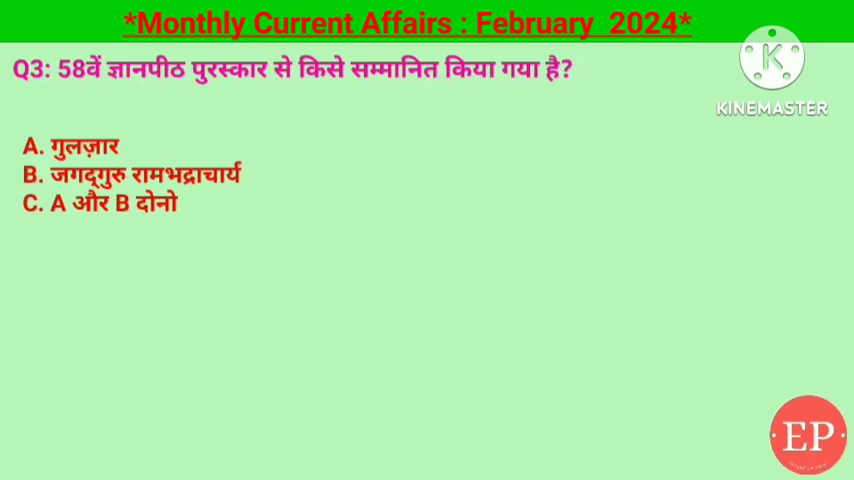 *Monthly Current Affairs : February 2024*
Q3: 58वें ज्ञानपीठ पुरस्कार से किसे सम्मानित किया गया है?
K
KINEMASTER
A. गुलज़ार
B. जगद्गुरु रामभद्राचार्य
C. A और B दोनो
EP